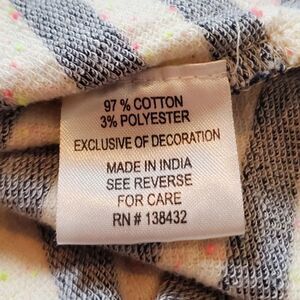 97 % COTTON
3% POLYESTER
EXCLUSIVE OF DECORATION
MADE IN INDIA
SEE REVERSE
FOR CARE
RN # 138432